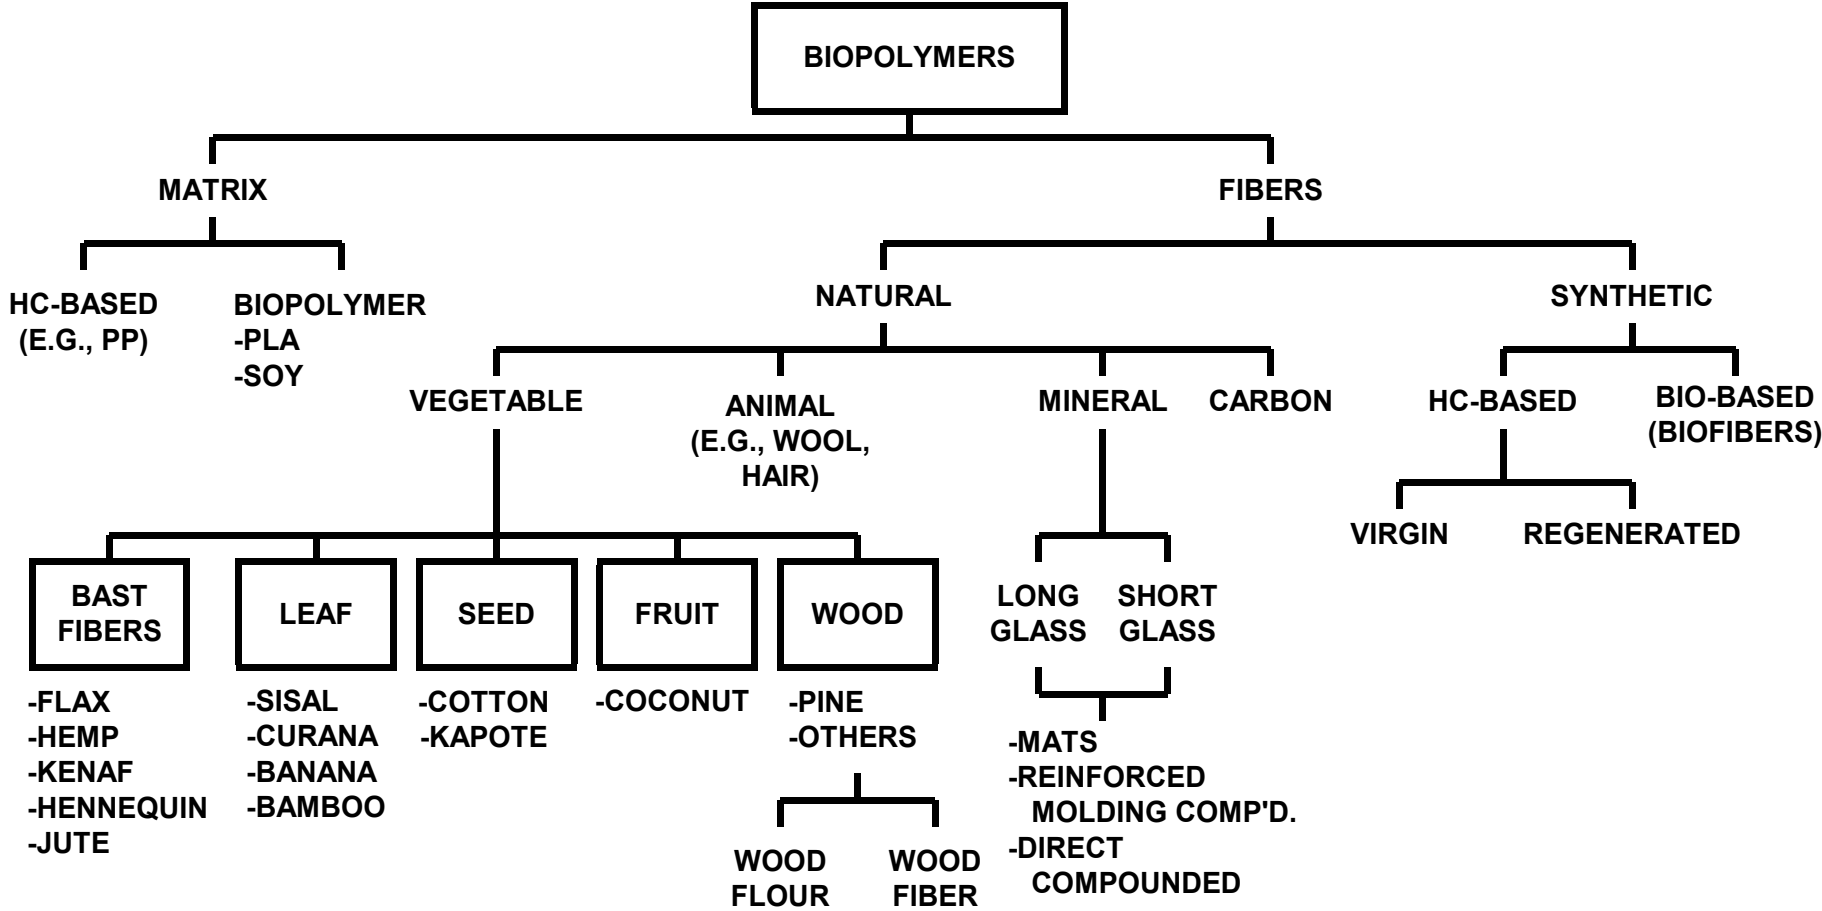 BIOPOLYMERS
MATRIX
FIBERS
HC-BASED
(E.G., PP)
BIOPOLYMER
-PLA
-SOY
NATURAL
SYNTHETIC
VEGETABLE
ANIMAL
(E.G., WOOL,
HAIR)
MINERAL
CARBON
HC-BASED
BIO-BASED
(BIOFIBERS)
VIRGIN
REGENERATED
BAST
FIBERS
LEAF
SEED
FRUIT
WOOD
LONG
GLASS
SHORT
GLASS
-FLAX
-HEMP
-KENAF
-HENNEQUIN
-JUTE
-SISAL
-CURANA
-BANANA
-BAMBOO
-COTTON
-KAPOTE
-COCONUT
-PINE
-OTHERS
WOOD
FLOUR
WOOD
FIBER
-MATS
-REINFORCED
MOLDING COMP'D.
-DIRECT
COMPOUNDED